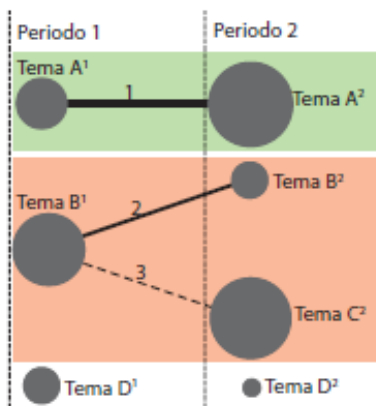 Periodo 1
Periodo 2
Tema A¹
1
Tema A²
Tema B¹
2
Tema B²
3
Tema C²
Tema D¹
Tema D²